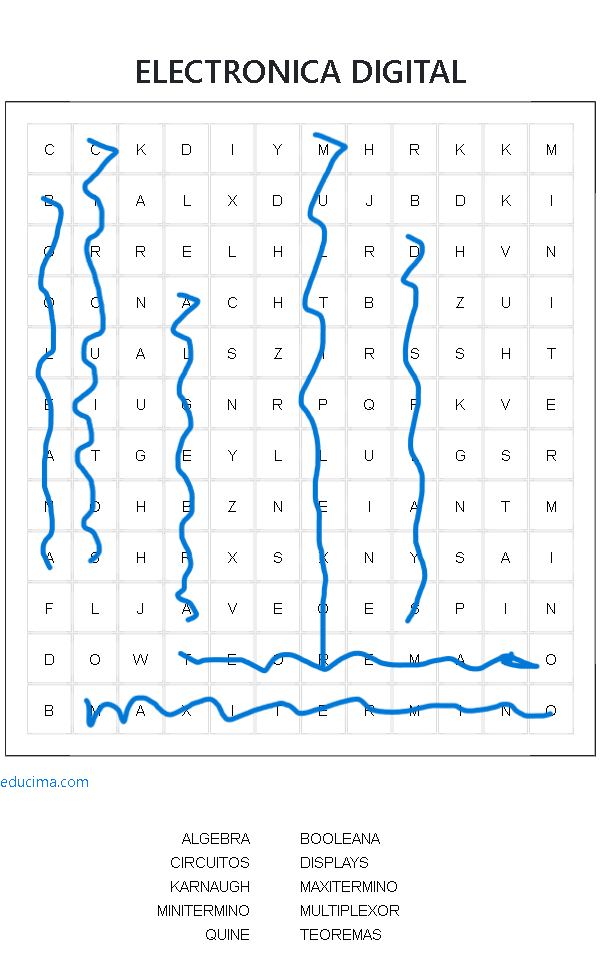 ELECTRONICA DIGITAL
C C K D I Y M H R K K M
B I A L X D U J B D K I
O R R E L H L R D H V N
O C N A C H T B I Z U I
L U A L S Z I R S S H T
E I U G N R P Q P K V E
A T G E Y L L U L G S R
N O H B Z N E I A N T M
A S H R X S X N Y S A I
F L J A V E O E S P I N
D O W T E O R E M A S O
B M A X I T E R M I N O
educima.com
ALGEBRA BOOLEANA
CIRCUITOS DISPLAYS
KARNAUGH MAXITERMINO
MINITERMINO MULTIPLEXOR
QUINE TEOREMAS